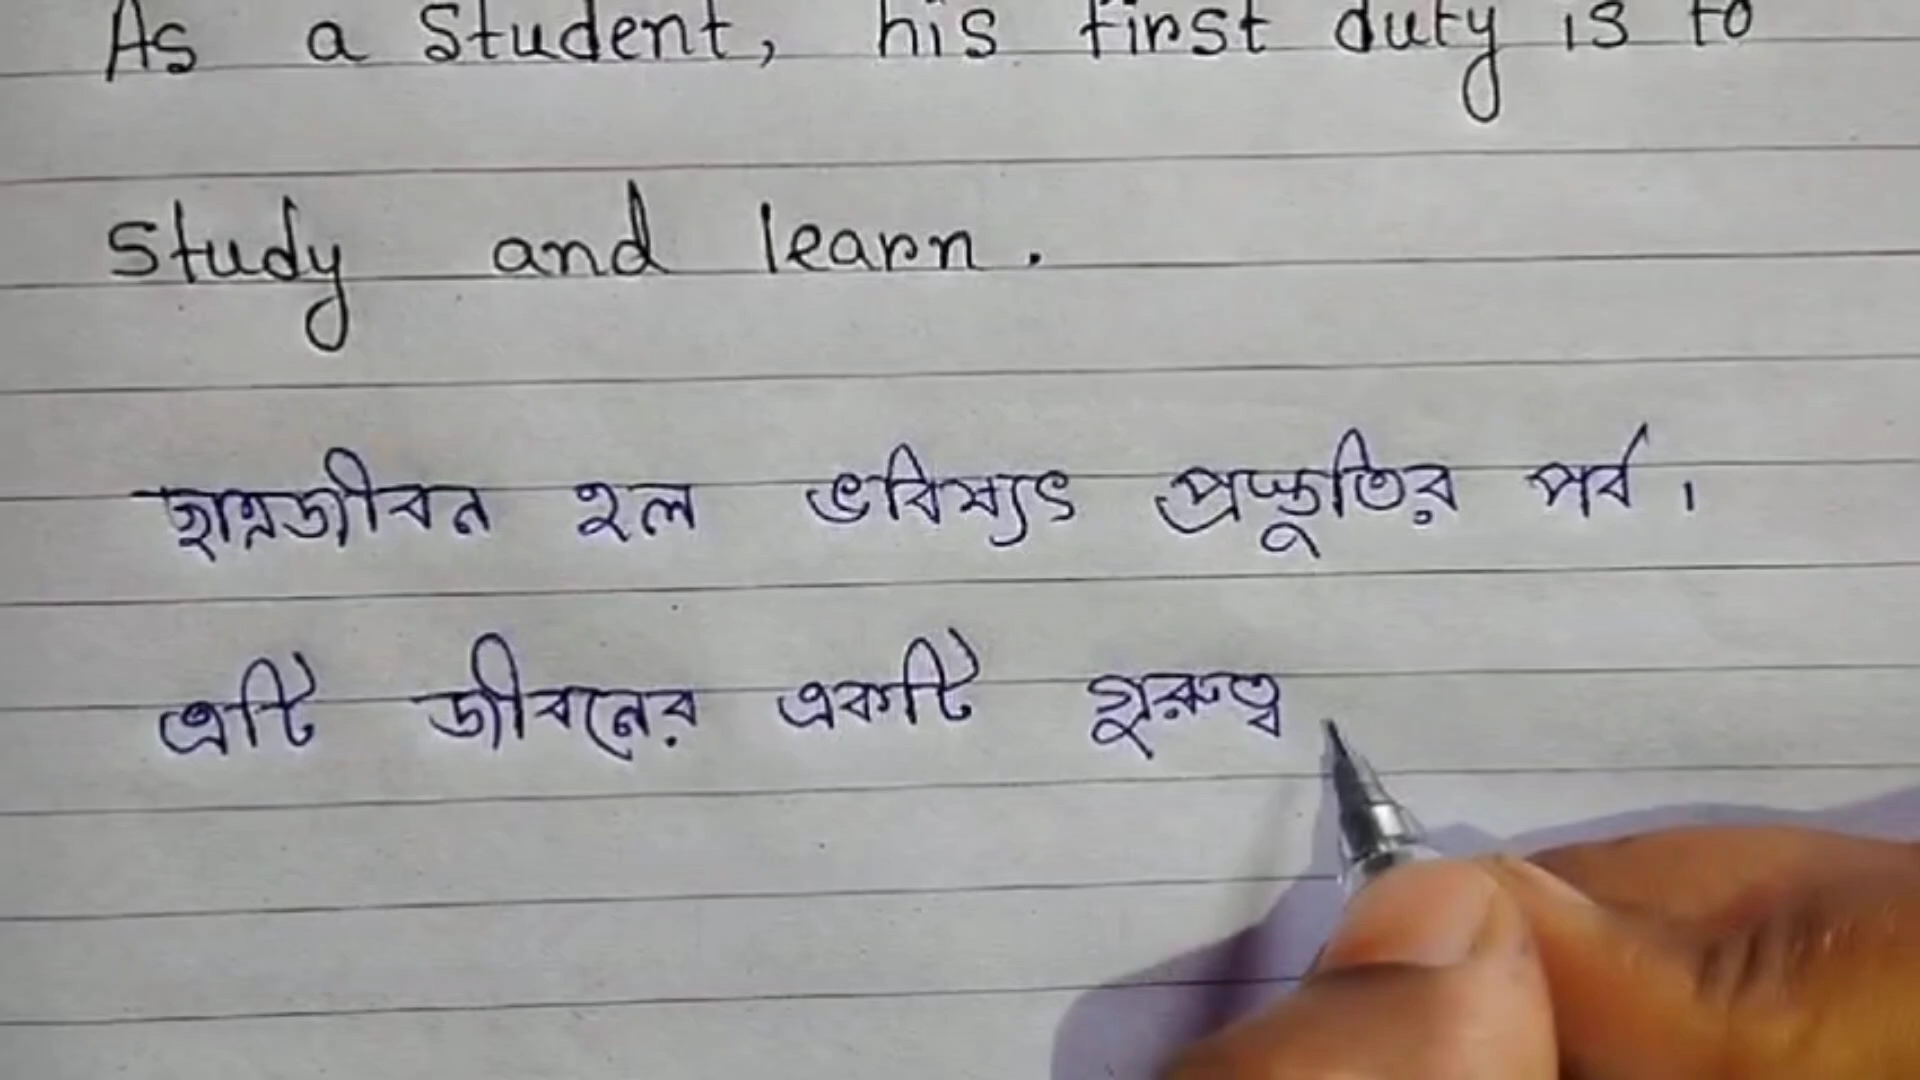 As a student, his first duty is to
study and learn.
ছাত্রজীবন হল ভবিষ্যৎ প্রস্তুতির পর্ব।
এটি জীবনের একটি গুরুত্ব